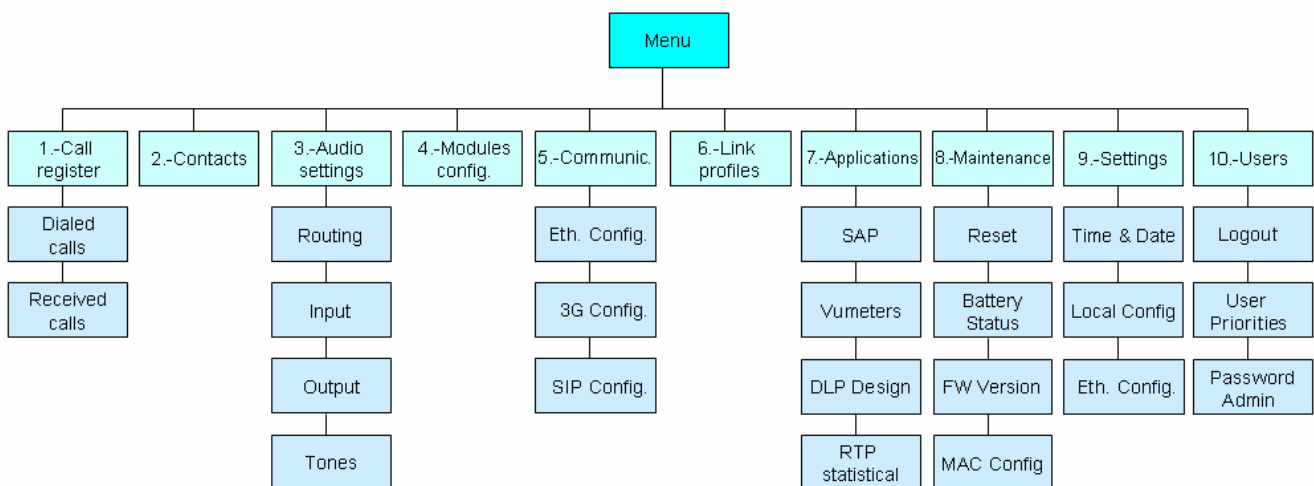 Menu
1.-Call
register
2.-Contacts
3.-Audio
settings
4.-Modules
config.
5.-Communic.
6.-Link
profiles
7.-Applications
8.-Maintenance
9.-Settings
10.-Users
Dialed
calls
Received
calls
Routing
Input
Output
Tones
Eth. Config.
3G Config.
SIP Config.
SAP
Vumeters
DLP Design
RTP
statistical
Reset
Battery
Status
FW Version
MAC Config
Time & Date
Local Config
Eth. Config.
Logout
User
Priorities
Password
Admin